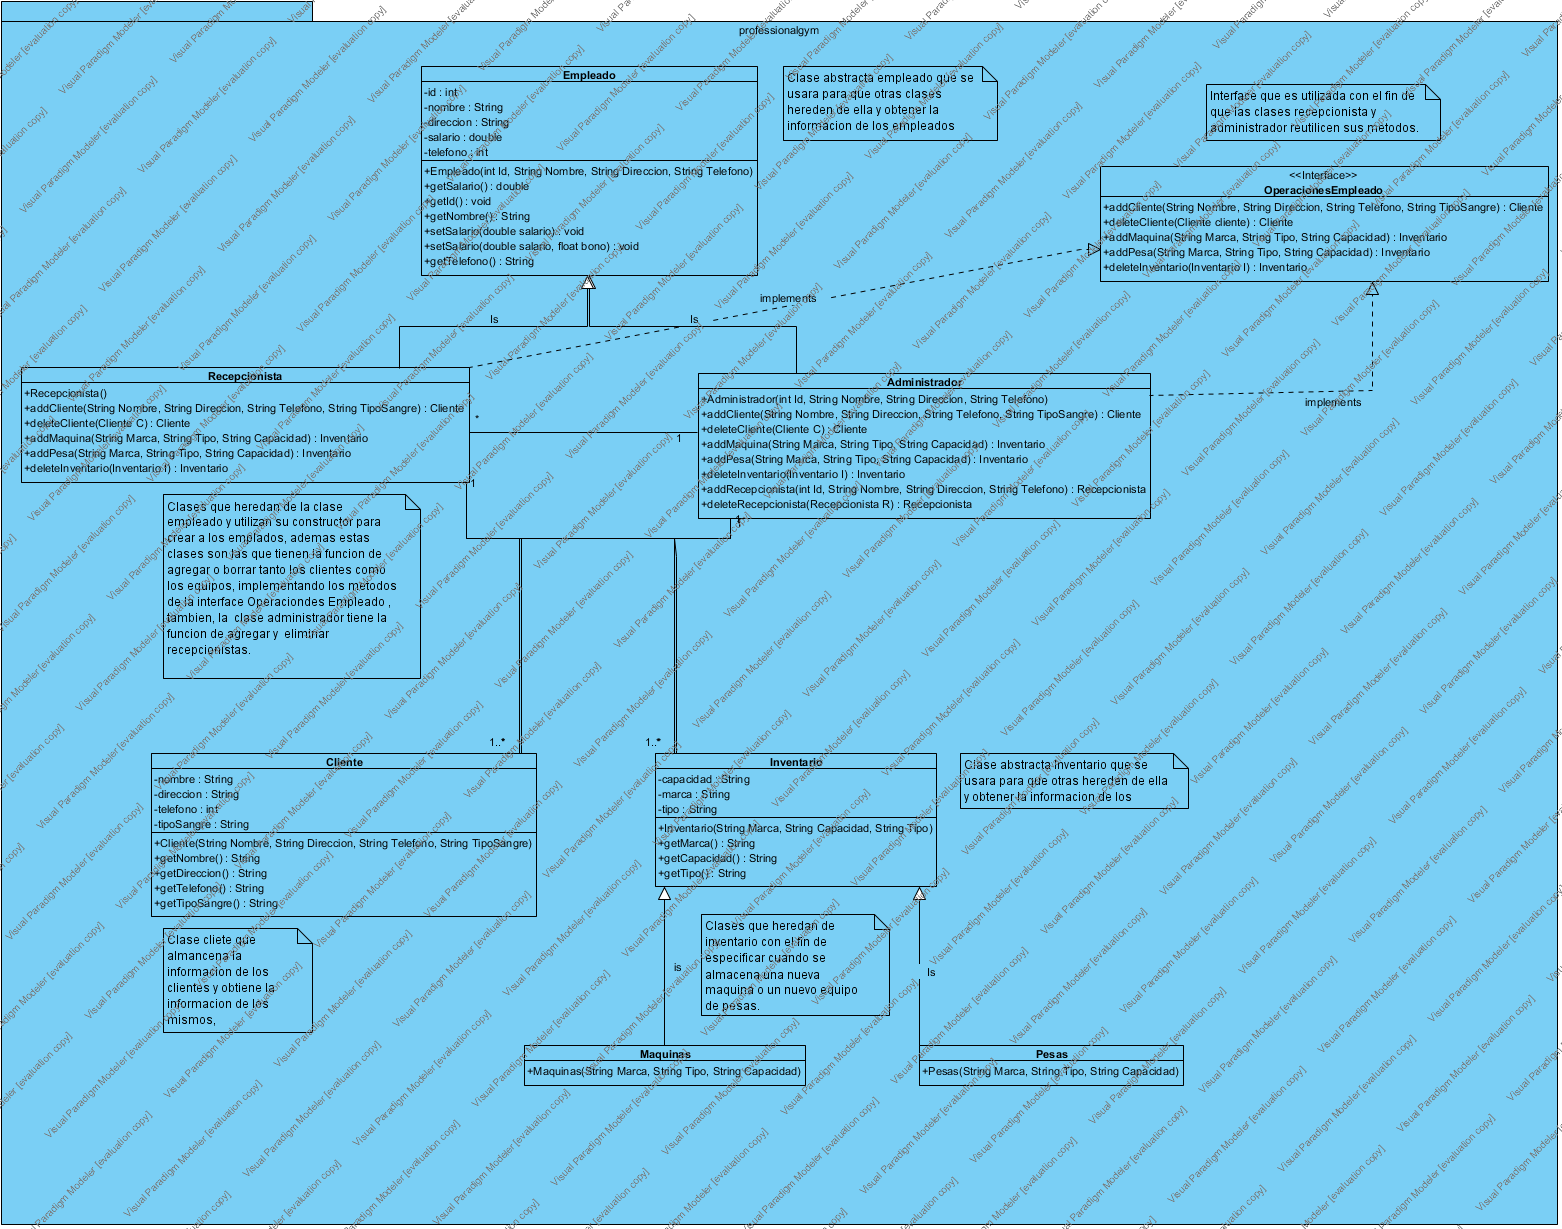 professionalgym
Empleado
-id : int
-nombre : String
-direccion : String
-salario : double
-telefono : int
+Empleado(int Id, String Nombre, String Direccion, String Telefono)
+getSalario() : double
+getId() : void
+getNombre() : String
+setSalario(double salario) : void
+setSalario(double salario, float bono) : void
+getTelefono() : String
Clase abstracta empleado que se
usara para que otras clases
hereden de ella y obtener la
informacion de los empleados
Interface que es utilizada con el fin de
que las clases recepcionista y
administrador reutilicen sus metodos.
<<Interface>>
OperacionesEmpleado
+addCliente(String Nombre, String Direccion, String Telefono, String TipoSangre) : Cliente
+deleteCliente(Cliente cliente) : Cliente
+addMaquina(String Marca, String Tipo, String Capacidad) : Inventario
+addPesa(String Marca, String Tipo, String Capacidad) : Inventario
+deleteInventario(Inventario I) : Inventario
implements
Is
Is
implements
Recepcionista
+Recepcionista()
+addCliente(String Nombre, String Direccion, String Telefono, String TipoSangre) : Cliente
+deleteCliente(Cliente C) : Cliente
+addMaquina(String Marca, String Tipo, String Capacidad) : Inventario
+addPesa(String Marca, String Tipo, String Capacidad) : Inventario
+deleteInventario(Inventario I) : Inventario
*
1
1
Administrador
+Administrador(int Id, String Nombre, String Direccion, String Telefono)
+addCliente(String Nombre, String Direccion, String Telefono, String TipoSangre) : Cliente
+deleteCliente(Cliente C) : Cliente
+addMaquina(String Marca, String Tipo, String Capacidad) : Inventario
+addPesa(String Marca, String Tipo, String Capacidad) : Inventario
+deleteInventario(Inventario I) : Inventario
+addRecepcionista(int Id, String Nombre, String Direccion, String Telefono) : Recepcionista
+deleteRecepcionista(Recepcionista R) : Recepcionista
1
Clases que heredan de la clase
empleado y utilizan su constructor para
crear a los emplados, ademas estas
clases son las que tienen la funcion de
agregar o borrar tanto los clientes como
los equipos, implementando los metodos
de la interface Operaciondes Empleado ,
tambien, la  clase administrador tiene la
funcion de agregar y  eliminar
recepcionistas.
1..*
1..*
Cliente
-nombre : String
-direccion : String
-telefono : int
-tipoSangre : String
+Cliente(String Nombre, String Direccion, String Telefono, String TipoSangre)
+getNombre() : String
+getDireccion() : String
+getTelefono() : String
+getTipoSangre() : String
Inventario
-capacidad : String
-marca : String
-tipo : String
+Inventario(String Marca, String Capacidad, String Tipo)
+getMarca() : String
+getCapacidad() : String
+getTipo() : String
Clase abstracta inventario que se
usara para que otras hereden de ella
y obtener la informacion de los
Clase cliete que
almancena la
informacion de los
clientes y obtiene la
informacion de los
mismos,
Clases que heredan de
inventario con el fin de
especificar cuando se
almacena una nueva
maquina o un nuevo equipo
de pesas.
is
Is
Maquinas
+Maquinas(String Marca, String Tipo, String Capacidad)
Pesas
+Pesas(String Marca, String Tipo, String Capacidad)
Visual Paradigm Modeler [evaluation copy]